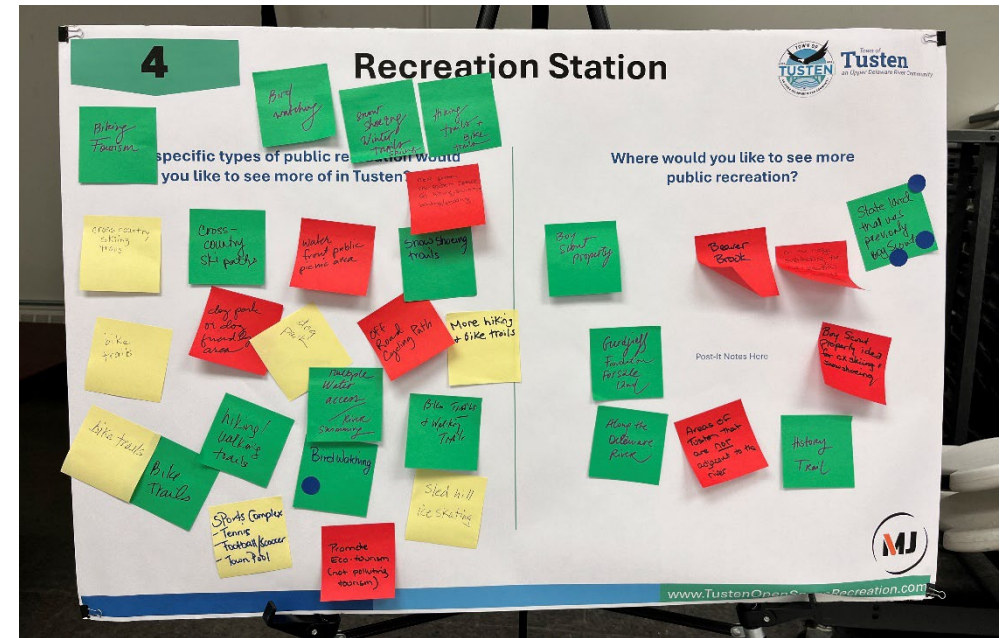 4
Recreation Station
TOWN OF
TUSTEN
Town of
Tusten
an Upper Delaware River Community
specific types of public recreation would
you like to see more of in Tusten?
Biking
Tourism
Bird
watching
Snow
Shoeing
Winter
Trails
Hiking
trails +
Bike
trails
cross country
skiing
trails
Cross-
country
Ski paths
Water
front public
picnic area
Snow shoeing
trails
bike
trails
dog park
or dog
friendly
area
dog
park
Off
Road
Cycling Path
More hiking
+ bike trails
Multiple
Water
access
River
Swimming
Bike Trails
+ Walking
Trails
bike trails
Bike
Trails
hiking/
walking
trails
Bird Watching
Sled hill
ice skating
Sports Complex
- Tennis
- Football/Soccer
- Town Pool
Promote
Eco-tourism
(not polluting
tourism)
Where would you like to see more
public recreation?
Boy
Scout
Property
Beaver
Brook
State land
that was
previously
Boy Scout
For Sale
land
Post-It Notes Here
Boy Scout
Property idea
for
snowshoeing
Along the
Delaware
River
Areas of
Tusten that
are NOT
adjacent to the
river
History
Trail
MJ
www.TustenOpenSpaceRecreation.com